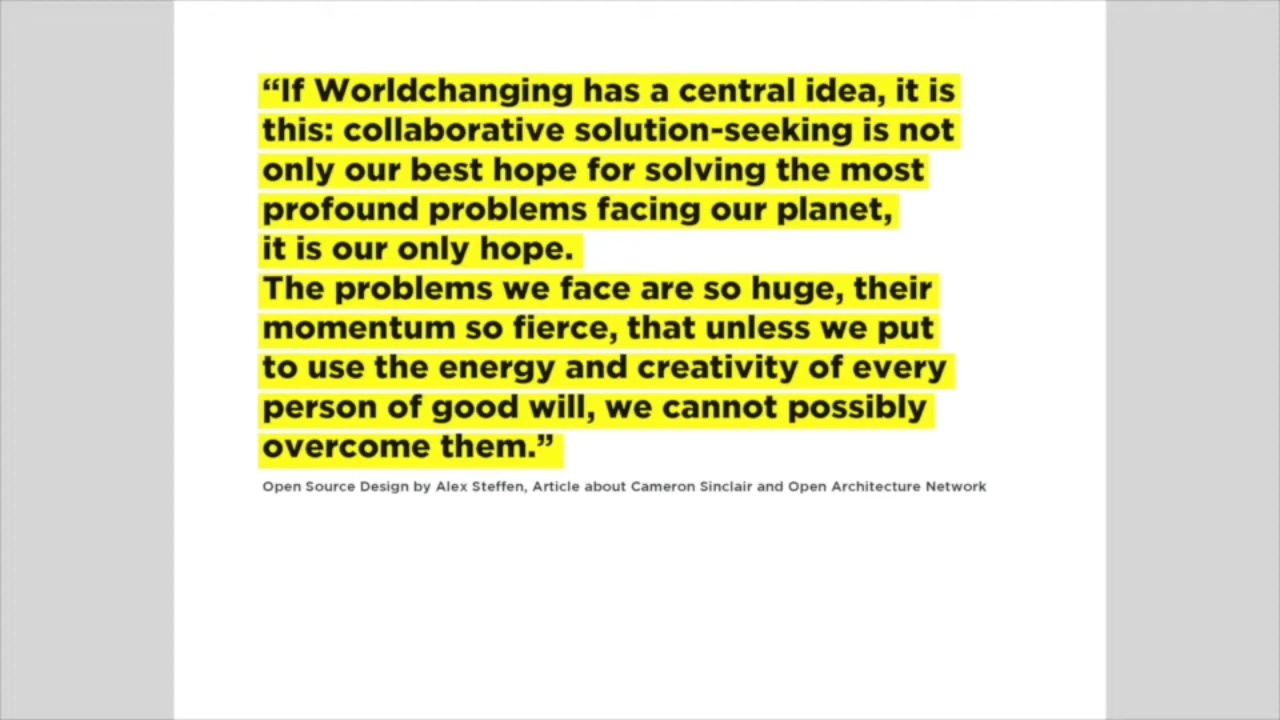 “If Worldchanging has a central idea, it is
this: collaborative solution-seeking is not
only our best hope for solving the most
profound problems facing our planet,
it is our only hope.
The problems we face are so huge, their
momentum so fierce, that unless we put
to use the energy and creativity of every
person of good will, we cannot possibly
overcome them.”
Open Source Design by Alex Steffen, Article about Cameron Sinclair and Open Architecture Network